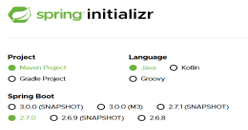 spring initializr
Project
Language
Maven Project
Java
Kotlin
Gradle Project
Groovy
Spring Boot
3.0.0 (SNAPSHOT)
3.0.0 (M3)
2.7.1 (SNAPSHOT)
2.7.0
2.6.9 (SNAPSHOT)
2.6.8